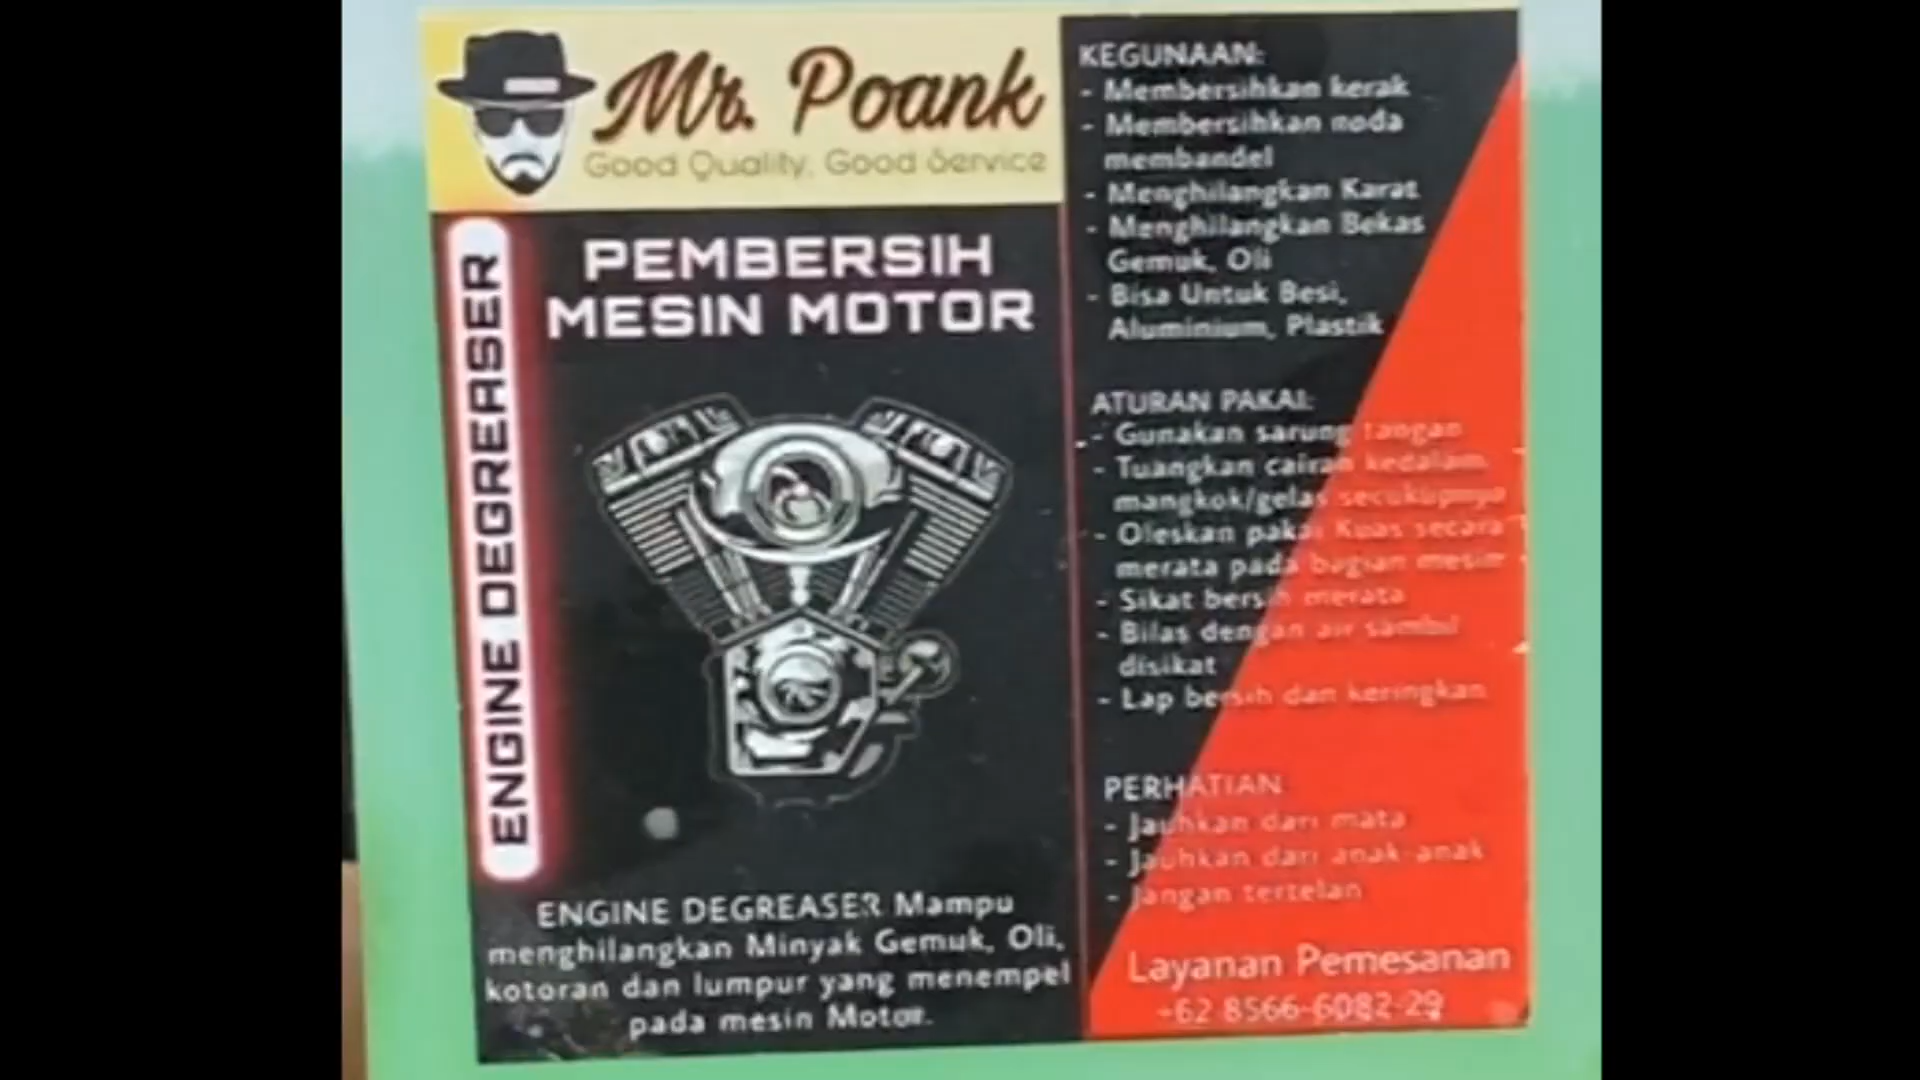 Mr. Poank
Good Quality, Good Service
ENGINE DEGREASER
PEMBERSIH
MESIN MOTOR
ENGINE DEGREASER Mampu
menghilangkan Minyak Gemuk, Oli,
kotoran dan lumpur yang menempel
pada mesin Motor.
KEGUNAAN:
- Membersihkan kerak
- Membersihkan noda
membandel
- Menghilangkan Karat
- Menghilangkan Bekas
Gemuk, Oli
- Bisa Untuk Besi,
Aluminium, Plastik
ATURAN PAKAI:
- Gunakan sarung tangan
- Tuangkan cairan kedalam
mangkok/gelas secukupnya
- Oleskan pakai Kuas secara
merata pada bagian mesin
- Sikat bersih merata
- Bilas dengan air sambil
disikat
- Lap bersih dan keringkan
PERHATIAN:
- Jauhkan dari mata
- Jauhkan dari anak-anak
- Jangan tertelan
Layanan Pemesanan
+62 8566-6082-29